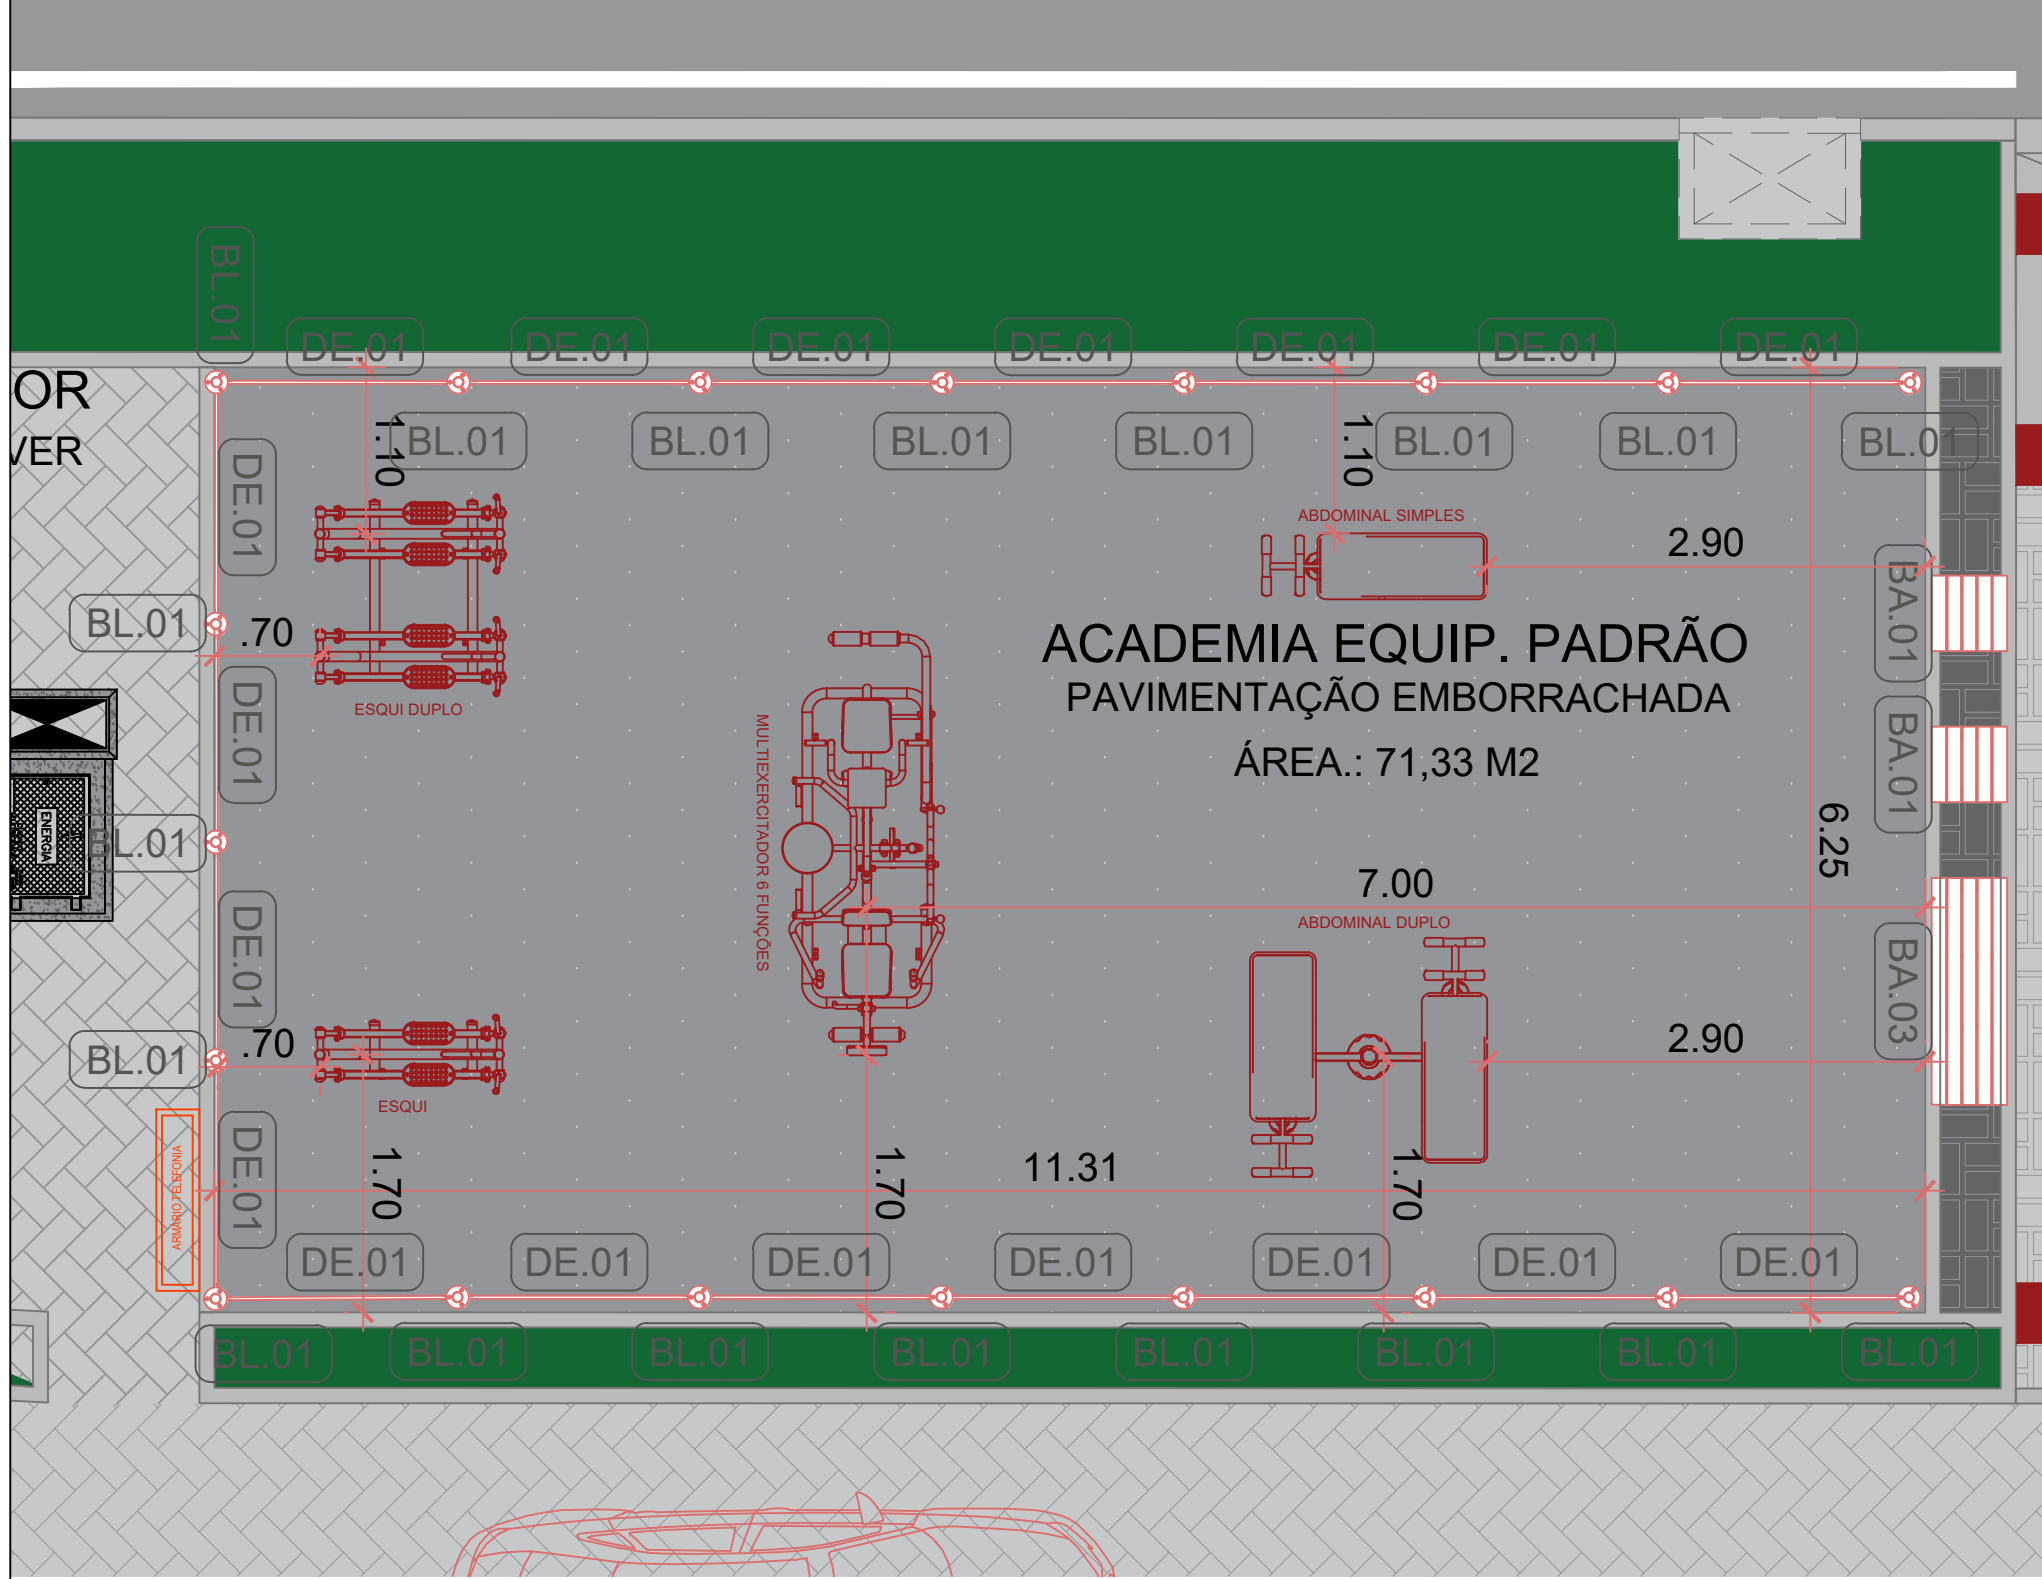 BL.01
DE.01 DE.01 DE.01 DE.01 DE.01 DE.01 DE.01
OR
VER
1.10
BL.01 BL.01 BL.01 BL.01 BL.01 BL.01 BL.01
1.10
DE.01
ABDOMINAL SIMPLES
2.90
BA.01
BL.01
.70
ACADEMIA EQUIP. PADRÃO
PAVIMENTAÇÃO EMBORRACHADA
ÁREA.: 71,33 M2
ESQUI DUPLO
DE.01
BA.01
MULTIEXERCITADOR 6 FUNÇÕES
ENERGIA
BL.01
6.25
7.00
ABDOMINAL DUPLO
DE.01
BA.03
BL.01
.70
2.90
ESQUI
ARMÁRIO TELEFONIA
DE.01
1.70
1.70
11.31
1.70
DE.01 DE.01 DE.01 DE.01 DE.01 DE.01 DE.01
BL.01 BL.01 BL.01 BL.01 BL.01 BL.01 BL.01 BL.01